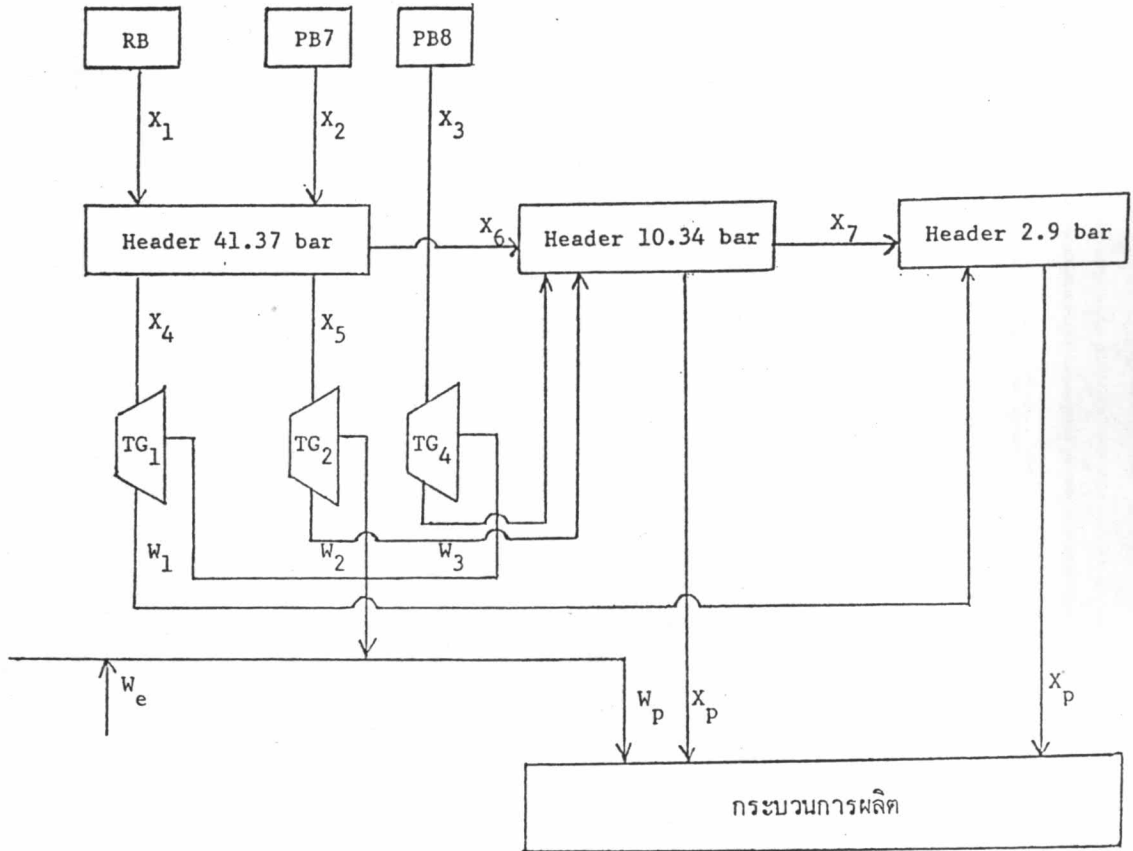 RB
PB7
PB8
X1
X2
X3
Header 41.37 bar
X6
Header 10.34 bar
X7
Header 2.9 bar
X4
X5
TG1
TG2
TG4
W1
W2
W3
We
Wp
Xp
Xp
กระบวนการผลิต